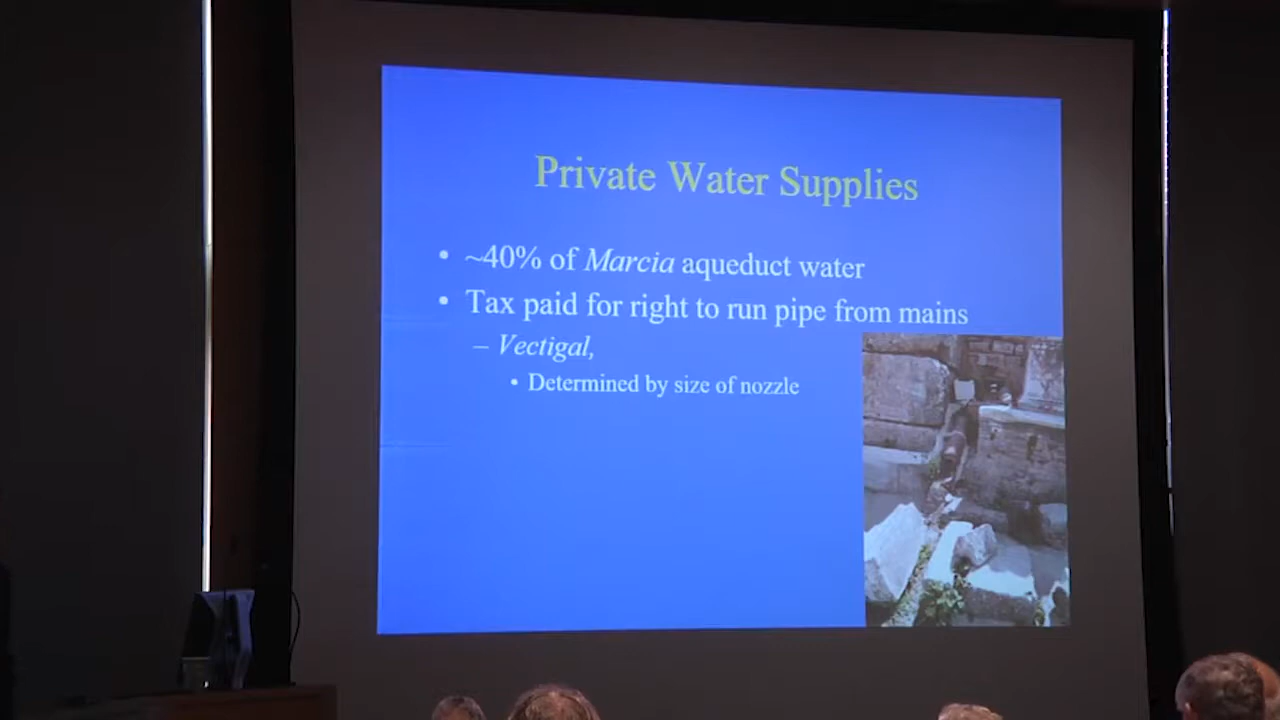 Private Water Supplies
• ~40% of Marcia aqueduct water
• Tax paid for right to run pipe from mains
– Vectigal,
• Determined by size of nozzle